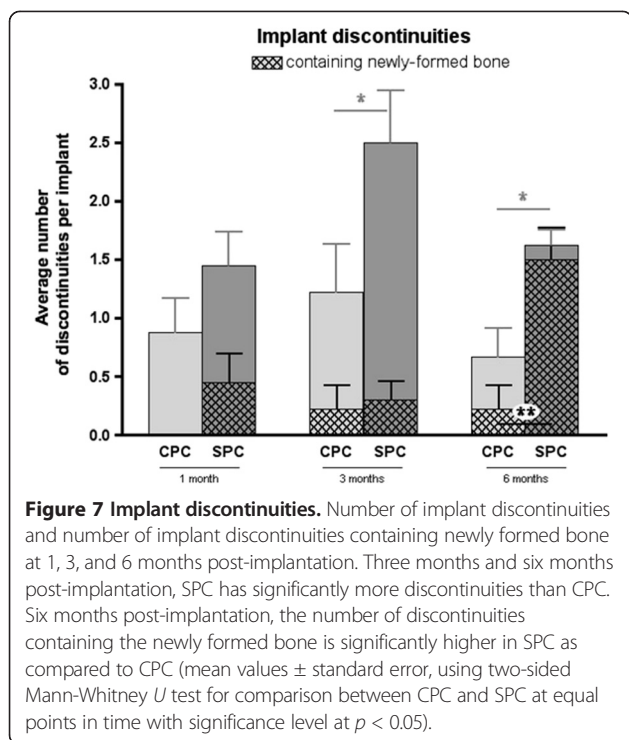 Implant discontinuities
containing newly-formed bone
Average number
of discontinuities per implant
3.0
2.5
2.0
1.5
1.0
0.5
0.0
*
*
**
CPC SPC CPC SPC CPC SPC
1 month 3 months 6 months
Figure 7 Implant discontinuities. Number of implant discontinuities
and number of implant discontinuities containing newly formed bone
at 1, 3, and 6 months post-implantation. Three months and six months
post-implantation, SPC has significantly more discontinuities than CPC.
Six months post-implantation, the number of discontinuities
containing the newly formed bone is significantly higher in SPC as
compared to CPC (mean values ± standard error, using two-sided
Mann-Whitney U test for comparison between CPC and SPC at equal
points in time with significance level at p < 0.05).